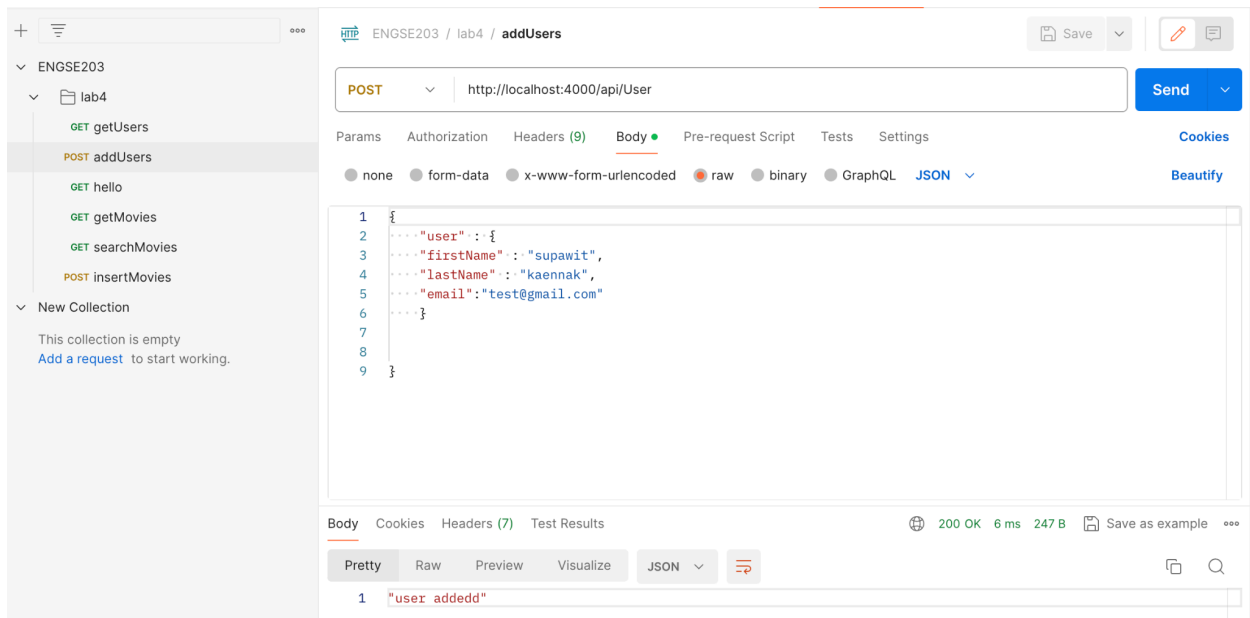 HTTP ENGSE203 / lab4 / addUsers Save
ENGSE203
lab4
GET getUsers
POST addUsers
GET hello
GET getMovies
GET searchMovies
POST insertMovies
New Collection
This collection is empty
Add a request to start working.
POST http://localhost:4000/api/User Send
Params Authorization Headers (9) Body Pre-request Script Tests Settings Cookies
none form-data x-www-form-urlencoded raw binary GraphQL JSON Beautify
1 {
2 ····"user"·:·{
3 ····"firstName"·:·"supawit",
4 ····"lastName"·:·"kaennak",
5 ····"email":"test@gmail.com"
6 ····}
7
8
9 }
Body Cookies Headers (7) Test Results 200 OK 6 ms 247 B Save as example
Pretty Raw Preview Visualize JSON
1 "user addedd"